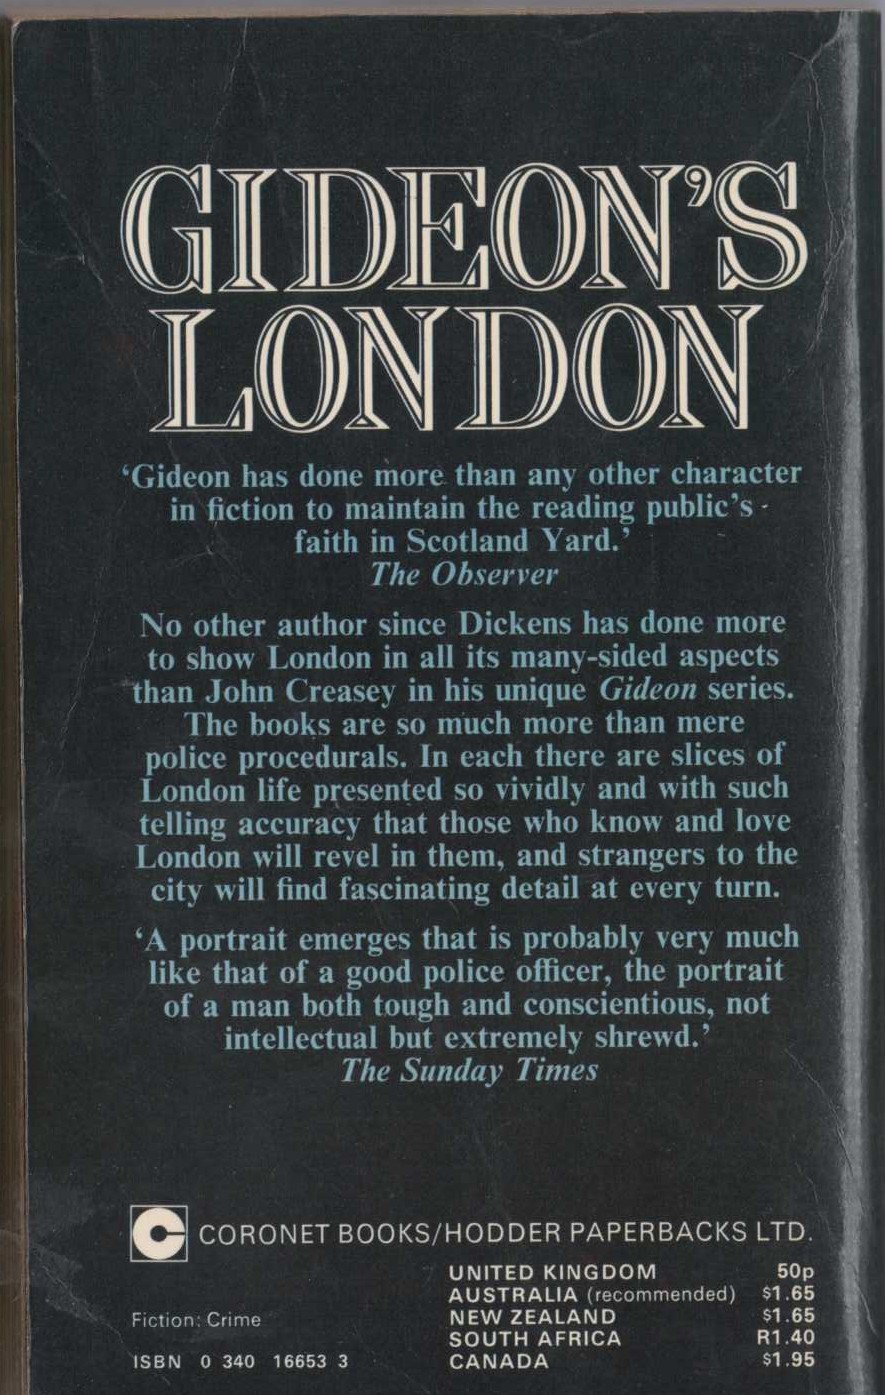 GIDEON'S
LONDON
‘Gideon has done more than any other character
in fiction to maintain the reading public’s
faith in Scotland Yard.’
The Observer
No other author since Dickens has done more
to show London in all its many-sided aspects
than John Creasey in his unique Gideon series.
The books are so much more than mere
police procedurals. In each there are slices of
London life presented so vividly and with such
telling accuracy that those who know and love
London will revel in them, and strangers to the
city will find fascinating detail at every turn.
‘A portrait emerges that is probably very much
like that of a good police officer, the portrait
of a man both tough and conscientious, not
intellectual but extremely shrewd.’
The Sunday Times
CORONET BOOKS/HODDER PAPERBACKS LTD.
UNITED KINGDOM 50p
AUSTRALIA (recommended) $1.65
NEW ZEALAND $1.65
SOUTH AFRICA R1.40
CANADA $1.95
Fiction: Crime
ISBN 0 340 16653 3